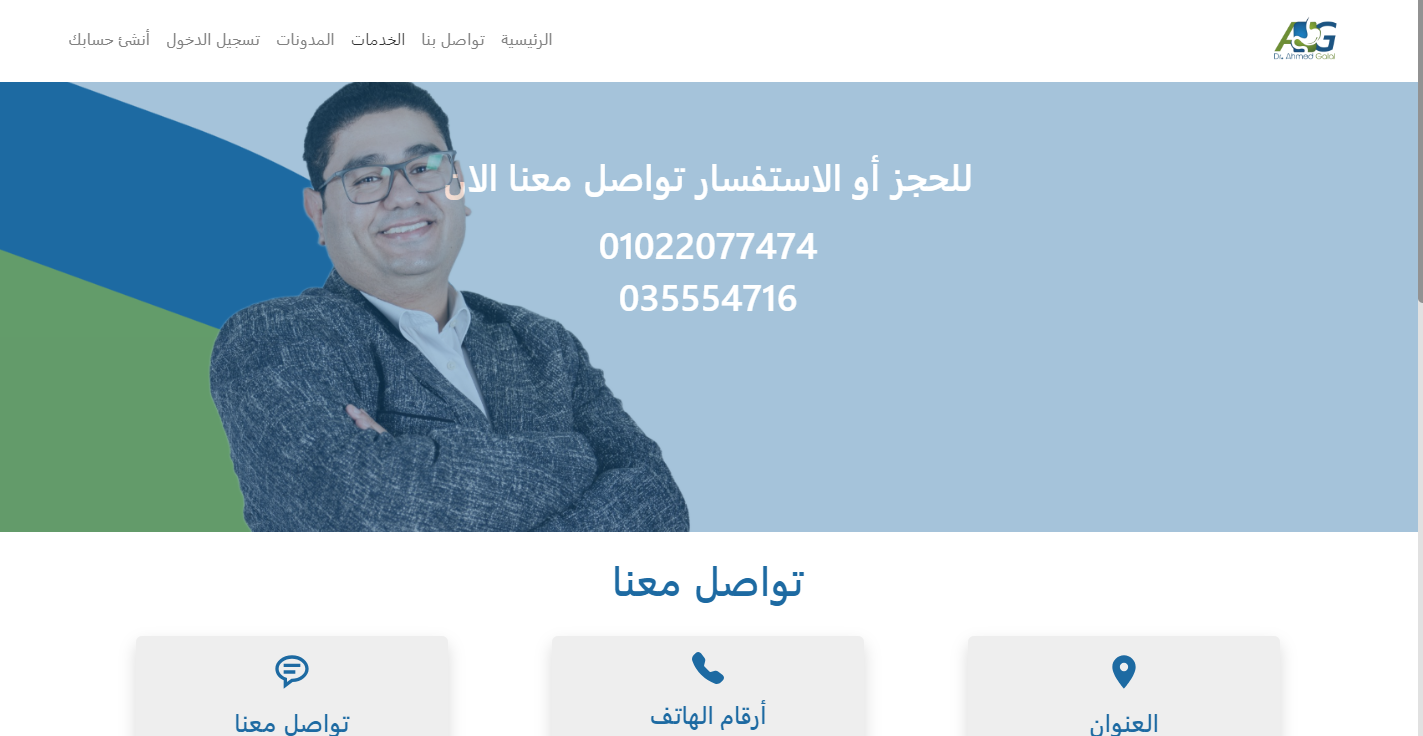 AG
Dr. Ahmed Galal
الرئيسية تواصل بنا الخدمات المدونات تسجيل الدخول أنشئ حسابك
للحجز أو الاستفسار تواصل معنا الان
01022077474
035554716
تواصل معنا
العنوان
أرقام الهاتف
تواصل معنا